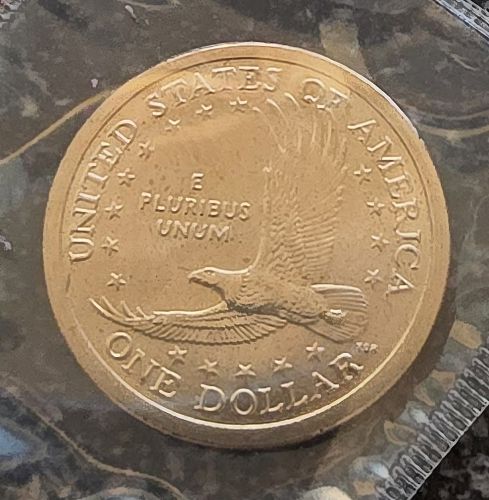 UNITED STATES OF AMERICA
E
PLURIBUS
UNUM
ONE DOLLAR